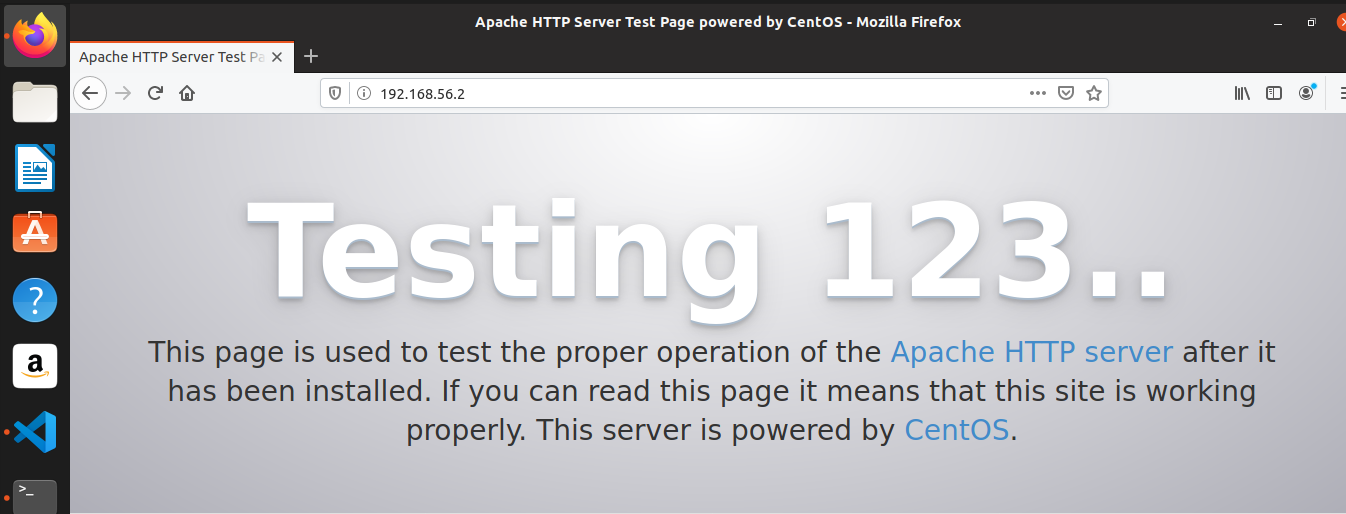 Apache HTTP Server Test Page powered by CentOS - Mozilla Firefox
Apache HTTP Server Test Pa
192.168.56.2
Testing 123..
This page is used to test the proper operation of the Apache HTTP server after it
has been installed. If you can read this page it means that this site is working
properly. This server is powered by CentOS.